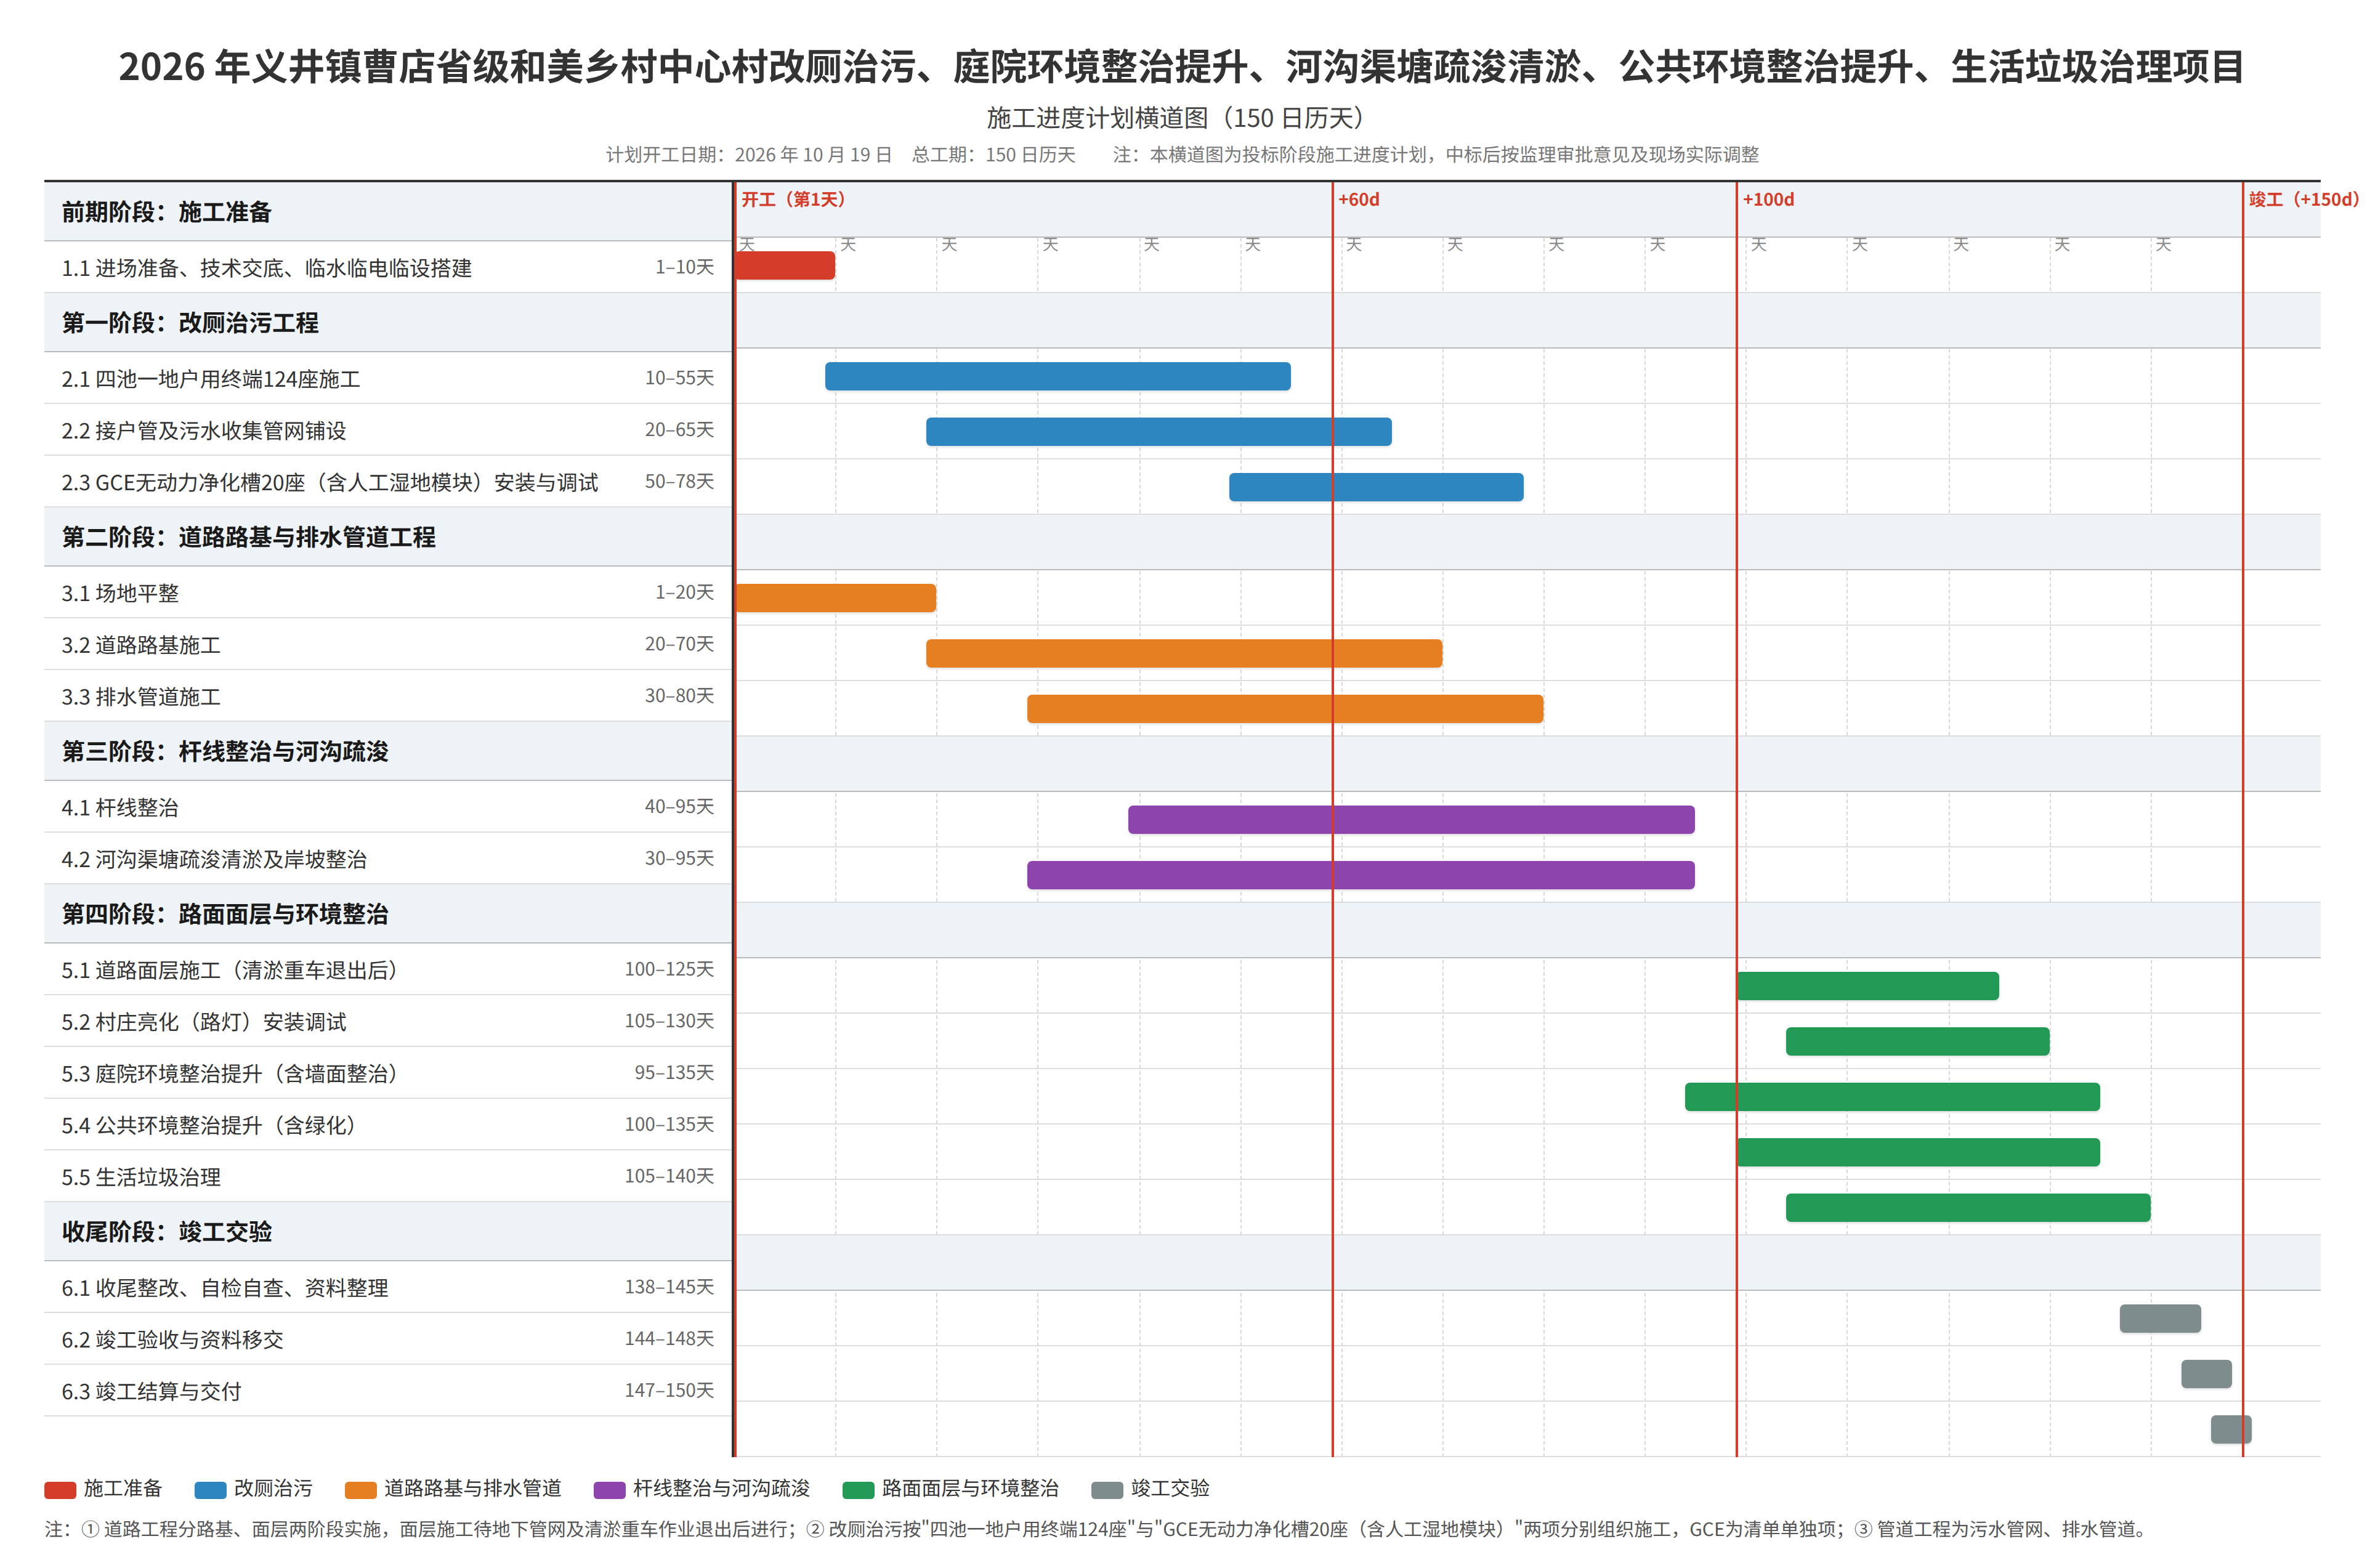 2026 年义井镇曹店省级和美乡村中心村改厕治污、庭院环境整治提升、河沟渠塘疏浚清淤、公共环境整治提升、生活垃圾治理项目
施工进度计划横道图（150 日历天）
计划开工日期：2026 年 10 月 19 日 总工期：150 日历天 注：本横道图为投标阶段施工进度计划，中标后按监理审批意见及现场实际调整
前期阶段：施工准备
开工（第1天） +60d +100d 竣工（+150d）
天 天 天 天 天 天 天 天 天 天 天 天 天 天 天
1.1 进场准备、技术交底、临水临电临设搭建 1–10天
第一阶段：改厕治污工程
2.1 四池一地户用终端124座施工 10–55天
2.2 接户管及污水收集管网铺设 20–65天
2.3 GCE无动力净化槽20座（含人工湿地模块）安装与调试 50–78天
第二阶段：道路路基与排水管道工程
3.1 场地平整 1–20天
3.2 道路路基施工 20–70天
3.3 排水管道施工 30–80天
第三阶段：杆线整治与河沟疏浚
4.1 杆线整治 40–95天
4.2 河沟渠塘疏浚清淤及岸坡整治 30–95天
第四阶段：路面面层与环境整治
5.1 道路面层施工（清淤重车退出后） 100–125天
5.2 村庄亮化（路灯）安装调试 105–130天
5.3 庭院环境整治提升（含墙面整治） 95–135天
5.4 公共环境整治提升（含绿化） 100–135天
5.5 生活垃圾治理 105–140天
收尾阶段：竣工交验
6.1 收尾整改、自检自查、资料整理 138–145天
6.2 竣工验收与资料移交 144–148天
6.3 竣工结算与交付 147–150天
施工准备 改厕治污 道路路基与排水管道 杆线整治与河沟疏浚 路面面层与环境整治 竣工交验
注：① 道路工程分路基、面层两阶段实施，面层施工待地下管网及清淤重车作业退出后进行；② 改厕治污按"四池一地户用终端124座"与"GCE无动力净化槽20座（含人工湿地模块）"两项分别组织施工，GCE为清单单独项；③ 管道工程为污水管网、排水管道。